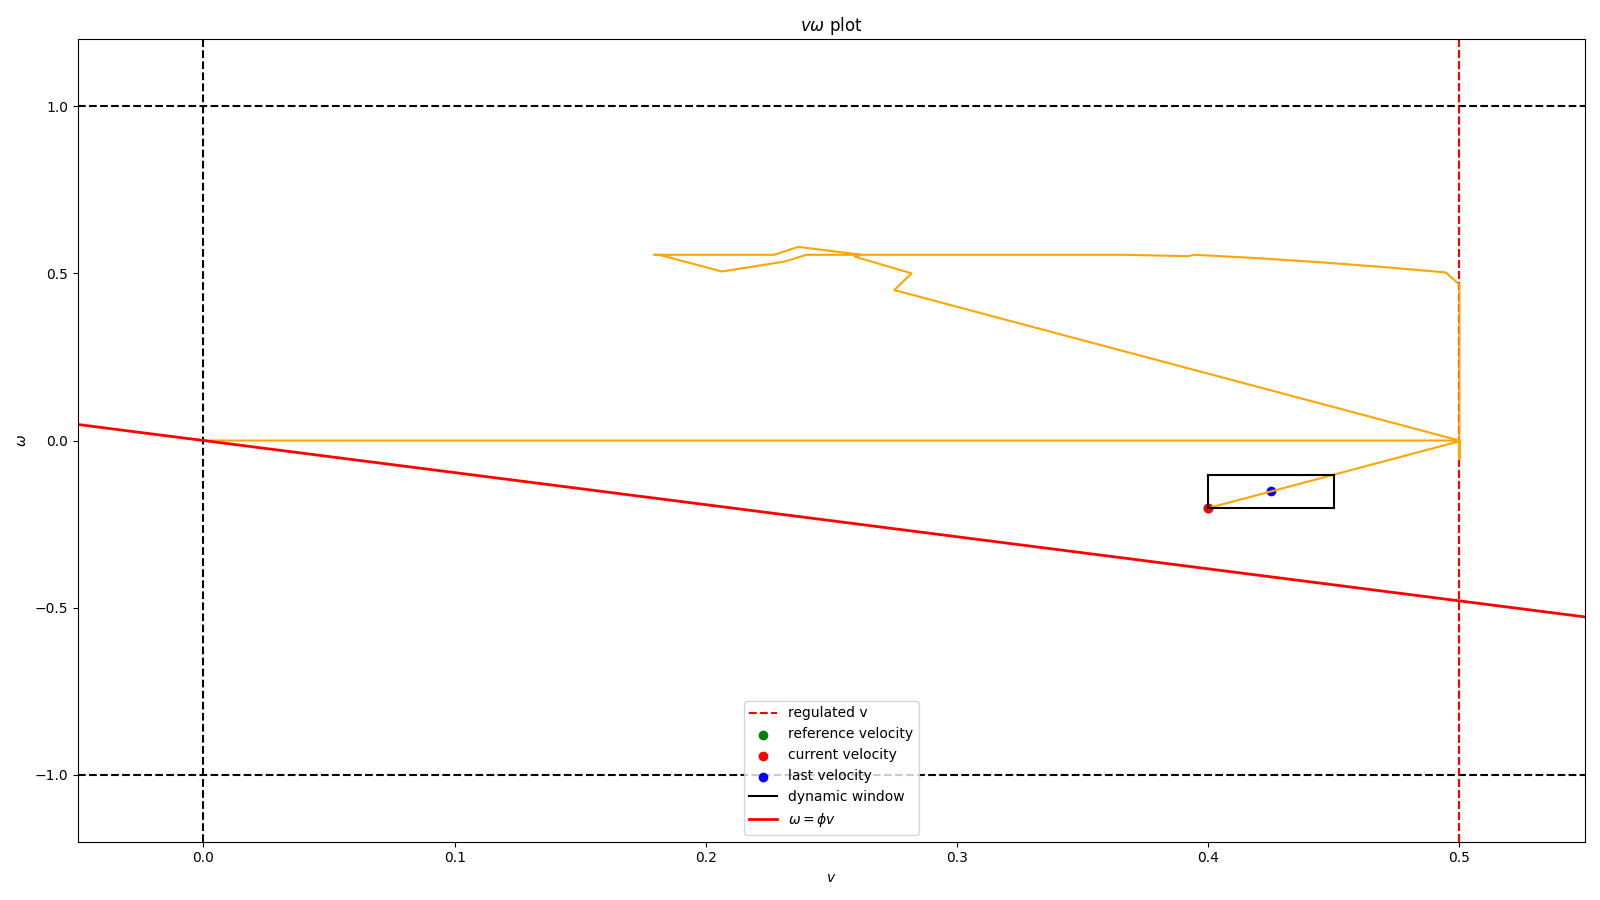 vω plot
1.0
0.5
0.0
−0.5
−1.0
ω
regulated v
reference velocity
current velocity
last velocity
dynamic window
ω = ϕv
0.0 0.1 0.2 0.3 0.4 0.5
v